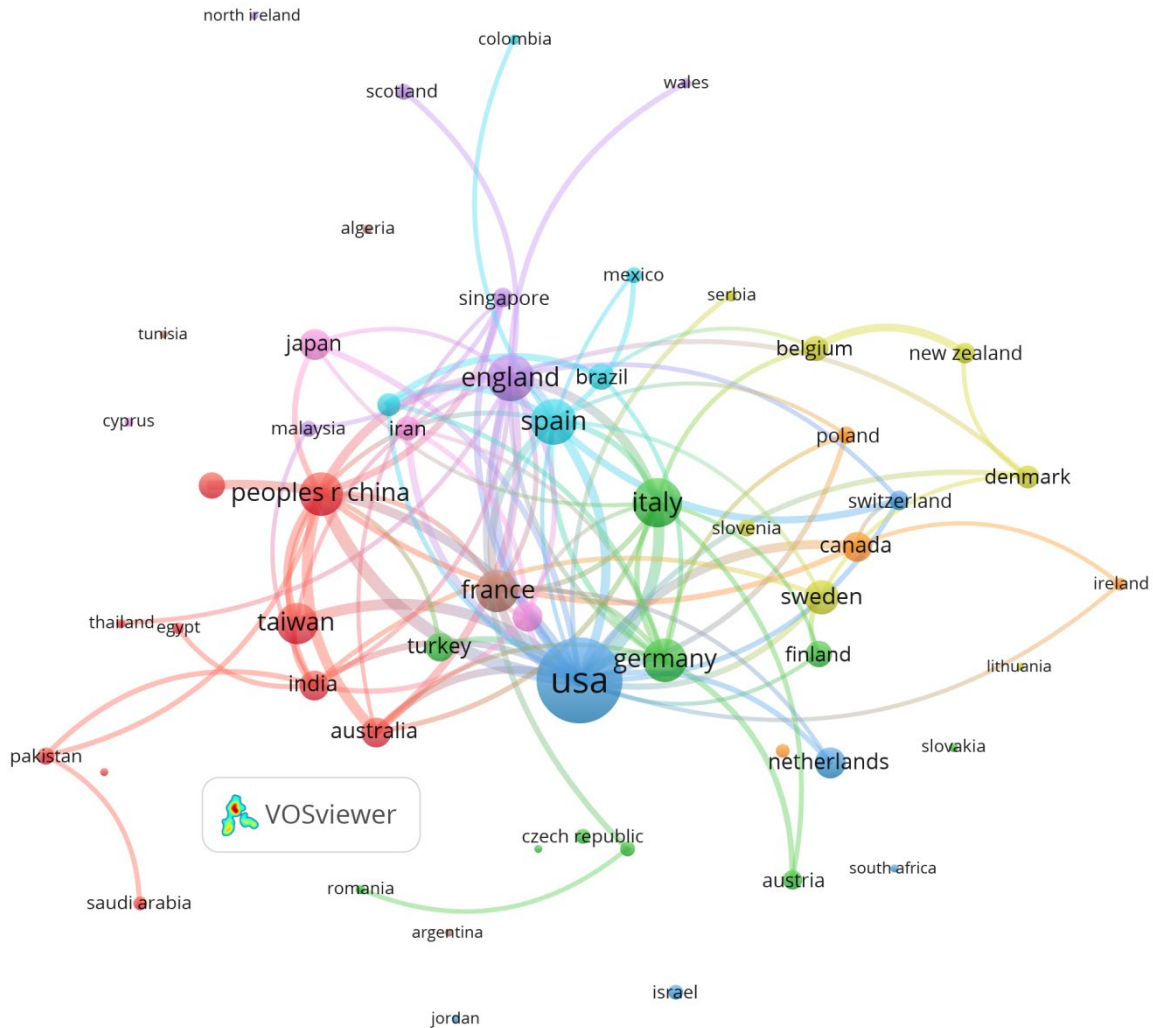 north ireland
colombia
scotland
wales
algeria
mexico
singapore
serbia
tunisia
japan
belgium
new zealand
england
brazil
cyprus
malaysia
iran
spain
poland
denmark
peoples r china
italy
switzerland
slovenia
canada
france
sweden
ireland
thailand
egypt
taiwan
turkey
germany
finland
usa
lithuania
india
australia
pakistan
netherlands
slovakia
VOSviewer
czech republic
south africa
romania
austria
saudi arabia
argentina
israel
jordan